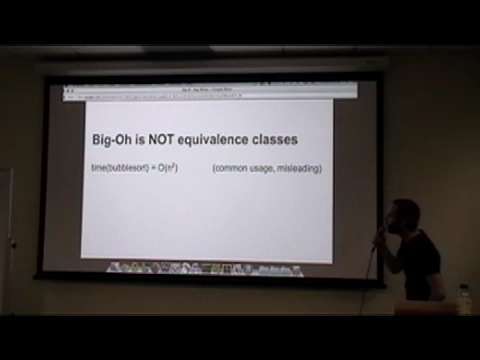 Big-Oh is NOT equivalence classes
time(bubblesort) = O(n²) (common usage, misleading)